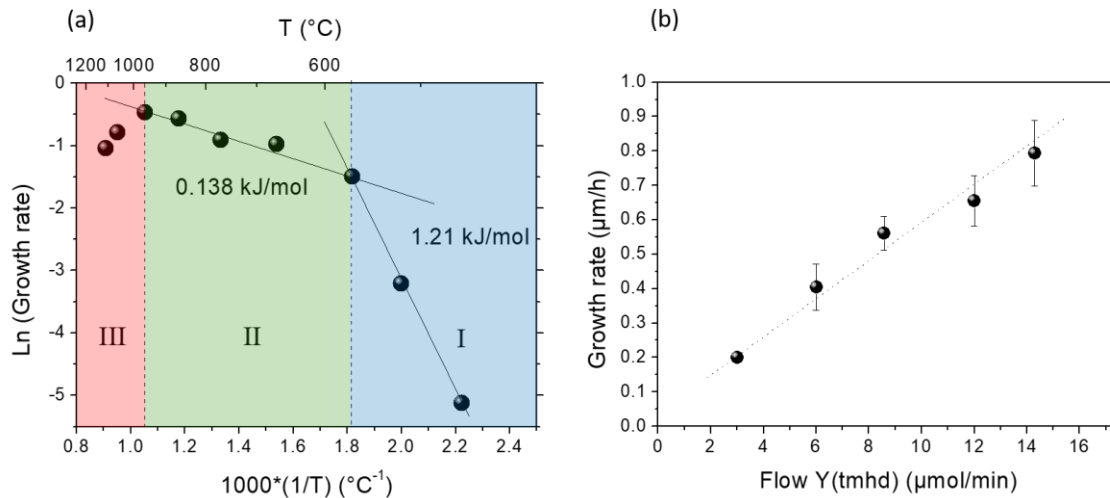 (a)
T (°C)
1200 1000 800 600
0
-1
-2
-3
-4
-5
Ln (Growth rate)
0.138 kJ/mol
1.21 kJ/mol
III
II
I
0.8 1.0 1.2 1.4 1.6 1.8 2.0 2.2 2.4
1000*(1/T) (°C⁻¹)
(b)
1.0
0.9
0.8
0.7
0.6
0.5
0.4
0.3
0.2
0.1
0.0
Growth rate (μm/h)
0 2 4 6 8 10 12 14 16
Flow Y(tmhd) (μmol/min)